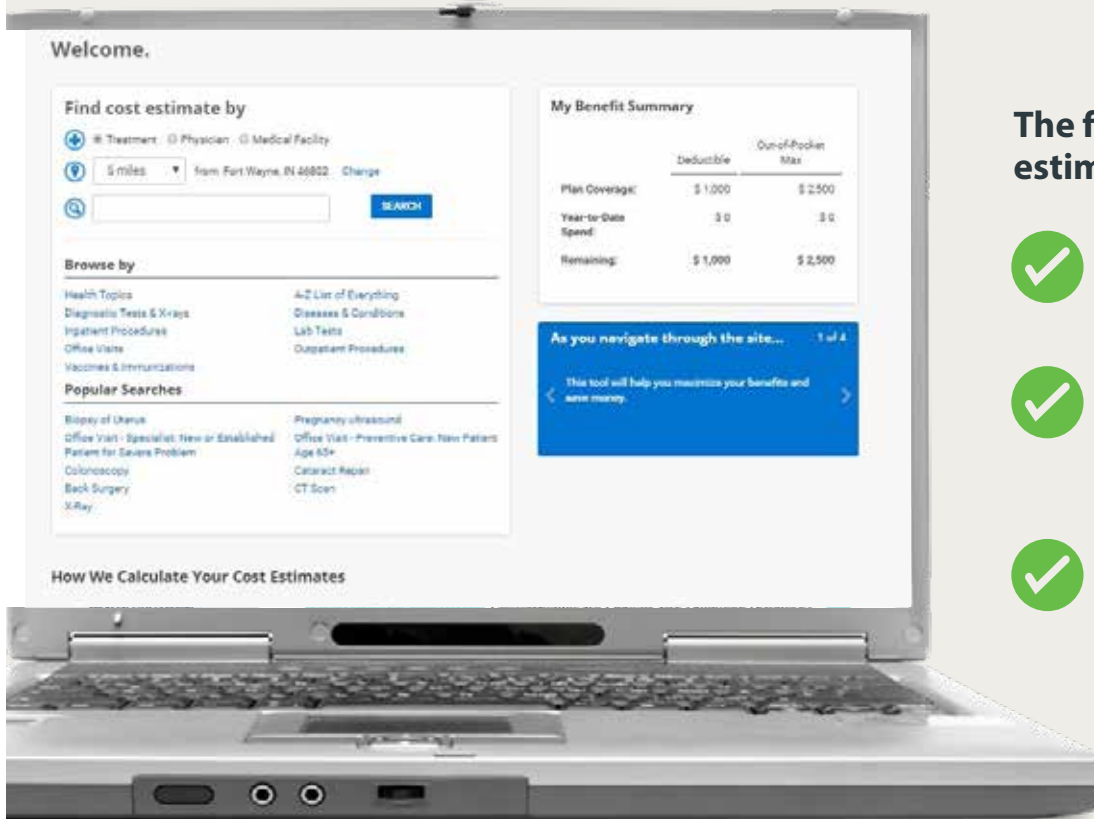 Welcome.
Find cost estimate by
Treatment Physician Medical Facility
5 miles from Fort Wayne, IN 46802 Change
SEARCH
Browse by
Health Topics
Diagnostic Tests & X-rays
Inpatient Procedures
Office Visits
Vaccines & Immunizations
A-Z List of Everything
Diseases & Conditions
Lab Tests
Outpatient Procedures
Popular Searches
Biopsy of Uterus
Office Visit - Specialist: New or Established
Patient for Severe Problem
Colonoscopy
Back Surgery
X-Ray
Pregnancy ultrasound
Office Visit - Preventive Care: New Patient
Age 65+
Cataract Repair
CT Scan
How We Calculate Your Cost Estimates
My Benefit Summary
Deductible
Out-of-Pocket
Max
Plan Coverage: $ 1,000 $ 2,500
Year-to-Date
Spend: $ 0 $ 0
Remaining: $ 1,000 $ 2,500
As you navigate through the site... 1 of 4
This tool will help you maximize your benefits and
save money.
The f
estim